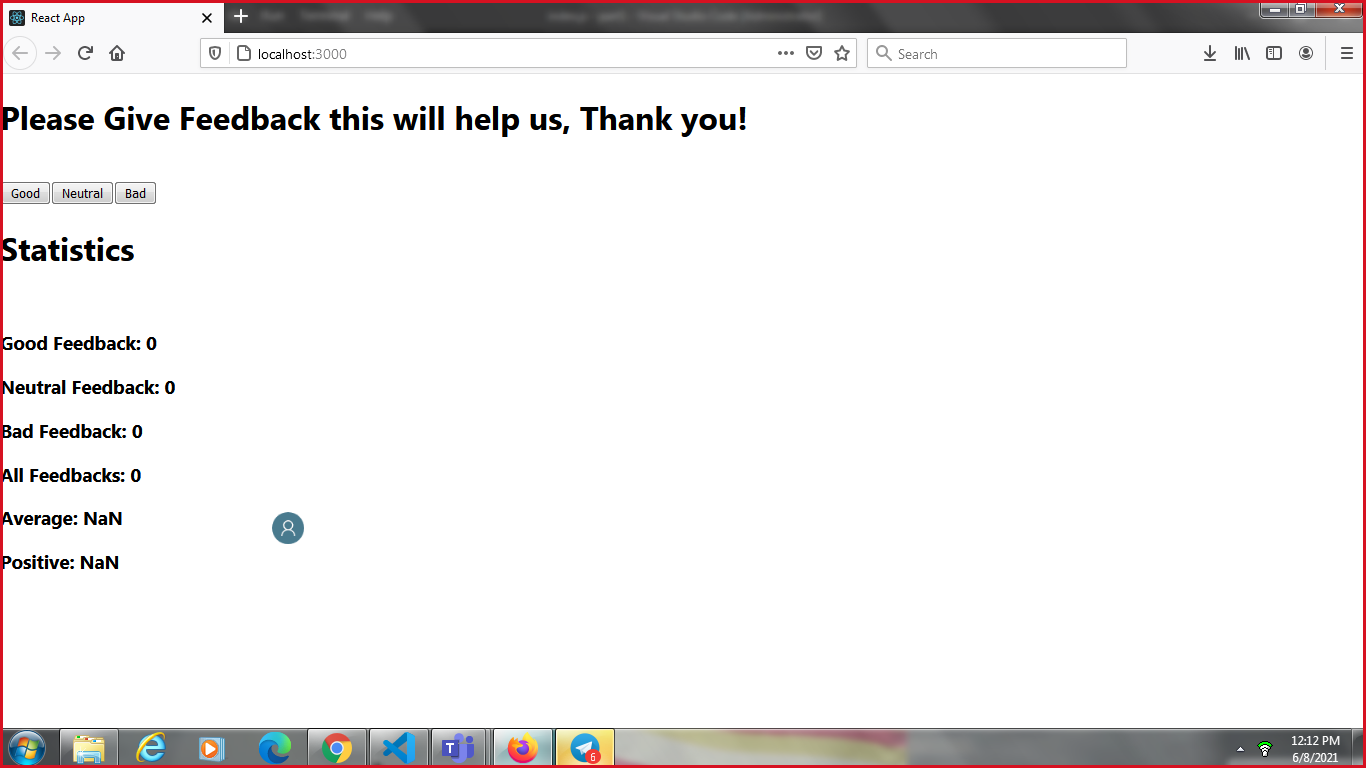 React App
localhost:3000
Search
Please Give Feedback this will help us, Thank you!
Good Neutral Bad
Statistics
Good Feedback: 0
Neutral Feedback: 0
Bad Feedback: 0
All Feedbacks: 0
Average: NaN
Positive: NaN
6
12:12 PM
6/8/2021